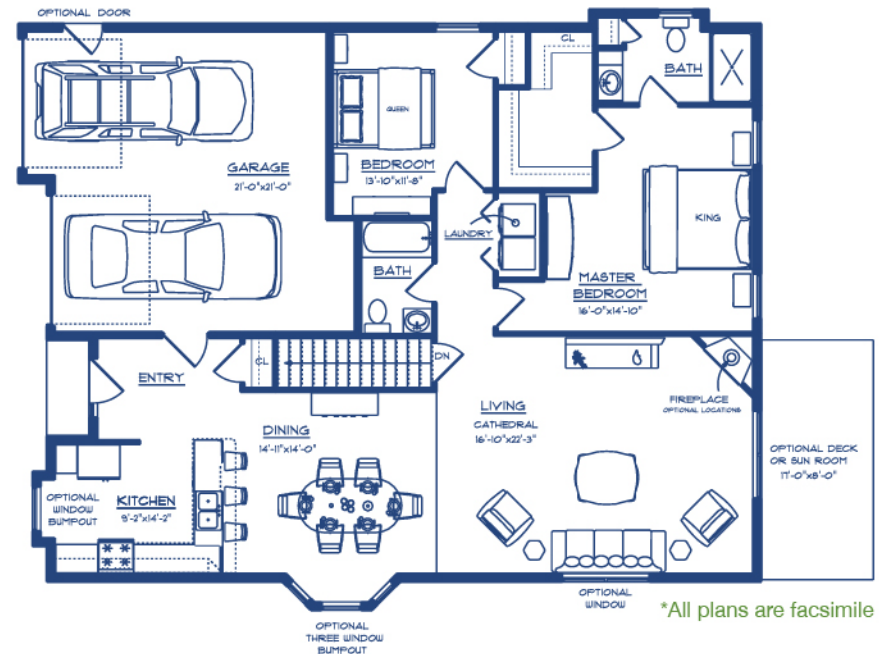 OPTIONAL DOOR
CL
BATH
QUEEN
GARAGE
21'-0"x21'-0"
BEDROOM
13'-10"x11'-8"
KING
LAUNDRY
BATH
MASTER
BEDROOM
16'-0"x14'-10"
DN
CL
ENTRY
FIREPLACE
OPTIONAL LOCATIONS
LIVING
CATHEDRAL
16'-10"x22'-3"
DINING
14'-11"x14'-0"
OPTIONAL DECK
OR SUN ROOM
17'-0"x8'-0"
OPTIONAL
WINDOW
BUMPOUT
KITCHEN
9'-2"x14'-2"
OPTIONAL
WINDOW
*All plans are facsimile
OPTIONAL
THREE WINDOW
BUMPOUT